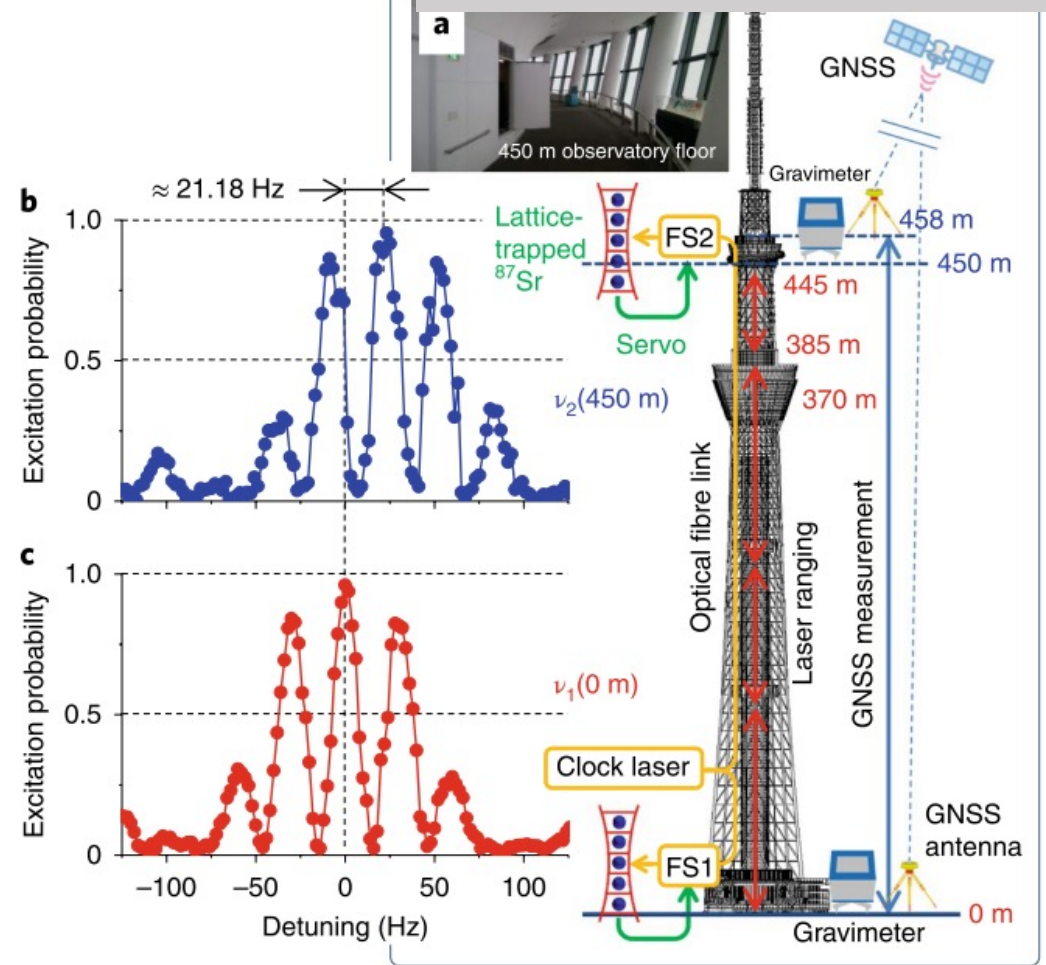 a
450 m observatory floor
GNSS
Gravimeter
458 m
450 m
445 m
385 m
370 m
Lattice-
trapped
⁸⁷Sr
FS2
Servo
b
≈ 21.18 Hz
Excitation probability
1.0
0.5
0
ν₂(450 m)
c
Excitation probability
1.0
0.5
0
−100
−50
0
50
100
Detuning (Hz)
ν₁(0 m)
Optical fibre link
Laser ranging
GNSS measurement
Clock laser
FS1
GNSS
antenna
0 m
Gravimeter